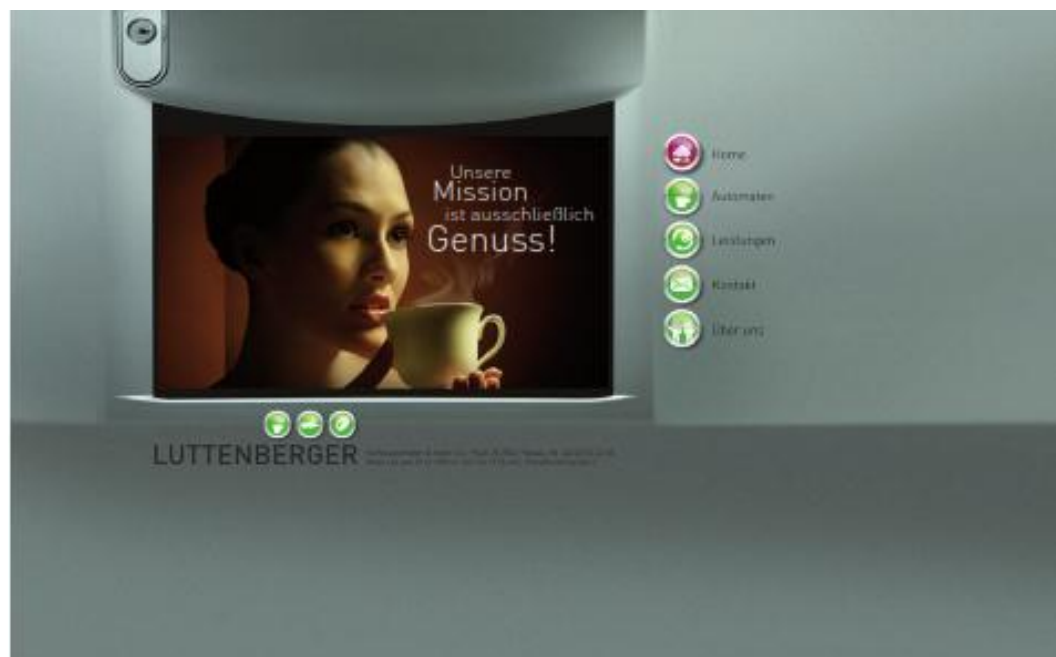 Unsere
Mission
ist ausschließlich
Genuss!
Home
Automaten
Leistungen
Kontakt
Über uns
LUTTENBERGER